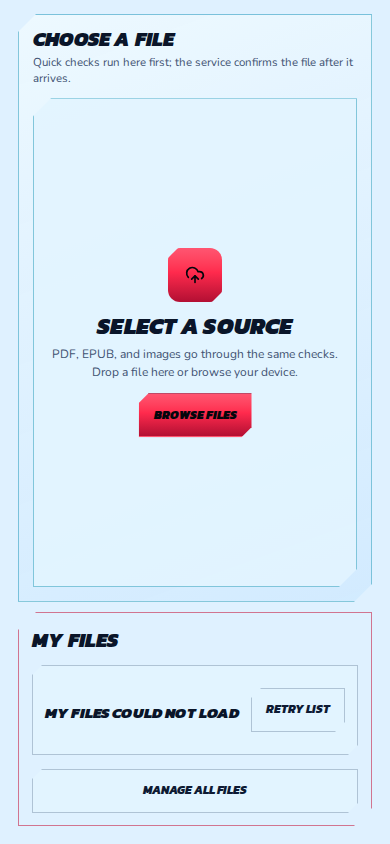 CHOOSE A FILE
Quick checks run here first; the service confirms the file after it
arrives.
SELECT A SOURCE
PDF, EPUB, and images go through the same checks.
Drop a file here or browse your device.
BROWSE FILES
MY FILES
MY FILES COULD NOT LOAD
RETRY LIST
MANAGE ALL FILES